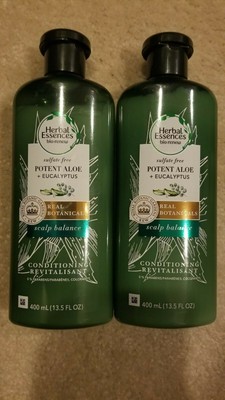 Herbal
Essences
bio:renew
sulfate free
POTENT ALOE
+ EUCALYPTUS
REAL
BOTANICALS
scalp balance
CONDITIONING
REVITALISANT
400 mL (13.5 FL OZ)
Herbal
Essences
bio:renew
sulfate free
POTENT ALOE
+ EUCALYPTUS
REAL
BOTANICALS
scalp balance
CONDITIONING
REVITALISANT
400 mL (13.5 FL OZ)